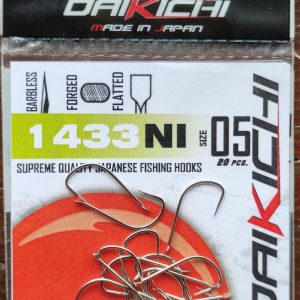 DAIKICHI
MADE IN JAPAN
BARBLESS
FORGED
FLATTED
1433NI
SIZE
05
20 PCS.
SUPREME QUALITY JAPANESE FISHING HOOKS
DAIKICHI